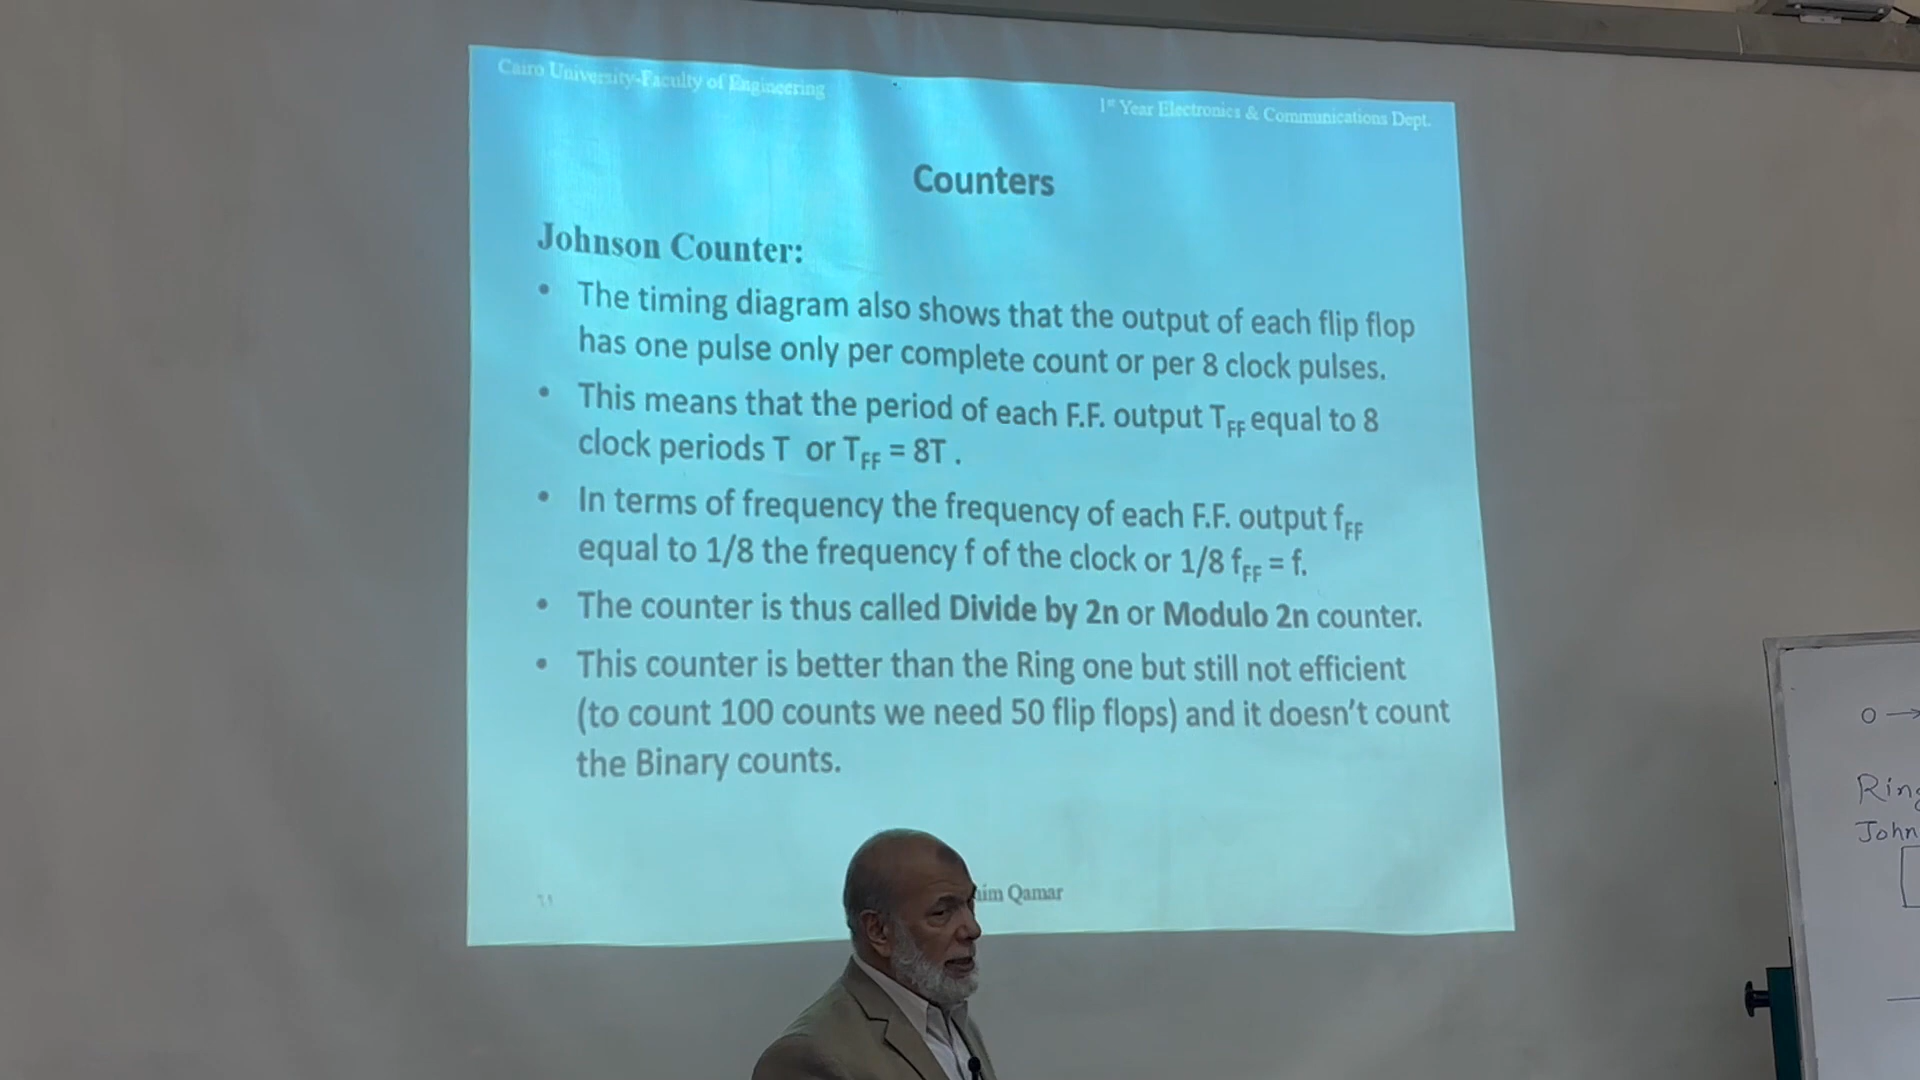 Cairo University-Faculty of Engineering
1st Year Electronics & Communications Dept.
Counters
Johnson Counter:
• The timing diagram also shows that the output of each flip flop
has one pulse only per complete count or per 8 clock pulses.
• This means that the period of each F.F. output TFF equal to 8
clock periods T or TFF = 8T .
• In terms of frequency the frequency of each F.F. output fFF
equal to 1/8 the frequency f of the clock or 1/8 fFF = f.
• The counter is thus called Divide by 2n or Modulo 2n counter.
• This counter is better than the Ring one but still not efficient
(to count 100 counts we need 50 flip flops) and it doesn't count
the Binary counts.
Qamar
0 →
Ring
John